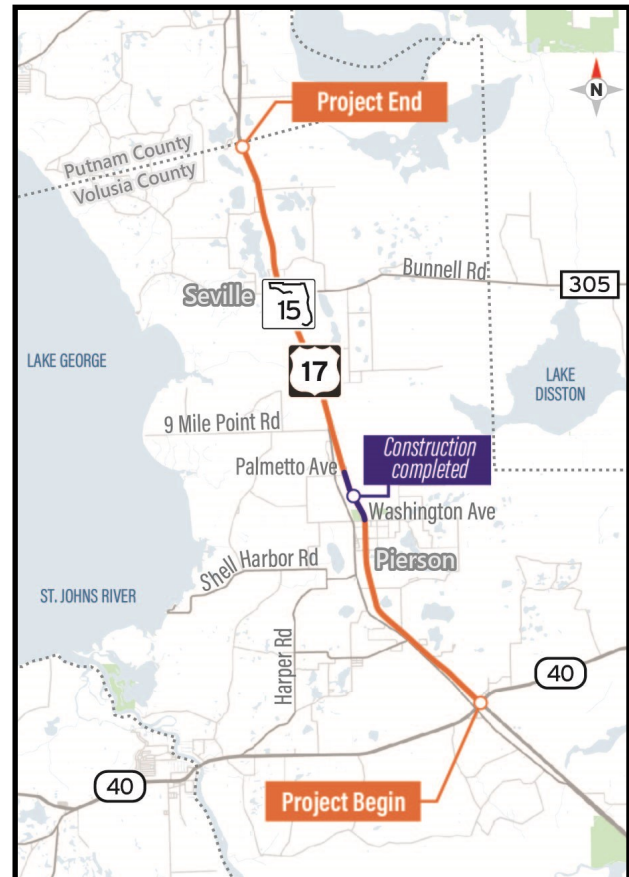 Project End
N
Putnam County
Volusia County
Bunnell Rd
305
Seville
15
17
LAKE GEORGE
LAKE
DISSTON
9 Mile Point Rd
Construction
completed
Palmetto Ave
Washington Ave
Pierson
Shell Harbor Rd
ST. JOHNS RIVER
Harper Rd
40
40
Project Begin